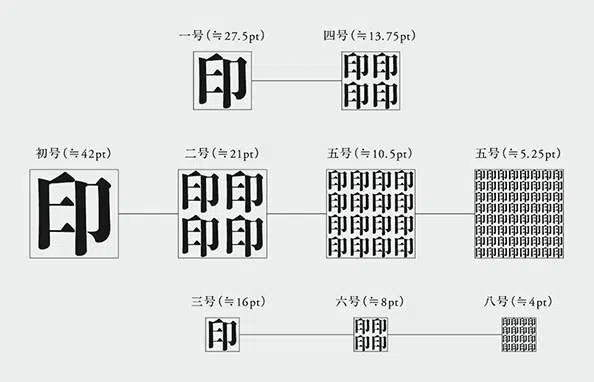 一号(≒27.5pt) 四号(≒13.75pt)
印 印印
印印
初号(≒42pt) 二号(≒21pt) 五号(≒10.5pt) 五号(≒5.25pt)
印 印印 印印印印 印印印印印印印印
印印 印印印印 印印印印印印印印
印印印印 印印印印印印印印
印印印印 印印印印印印印印
印印印印印印印印
印印印印印印印印
印印印印印印印印
印印印印印印印印
三号(≒16pt) 六号(≒8pt) 八号(≒4pt)
印 印印 印印印印
印印 印印印印
印印印印
印印印印